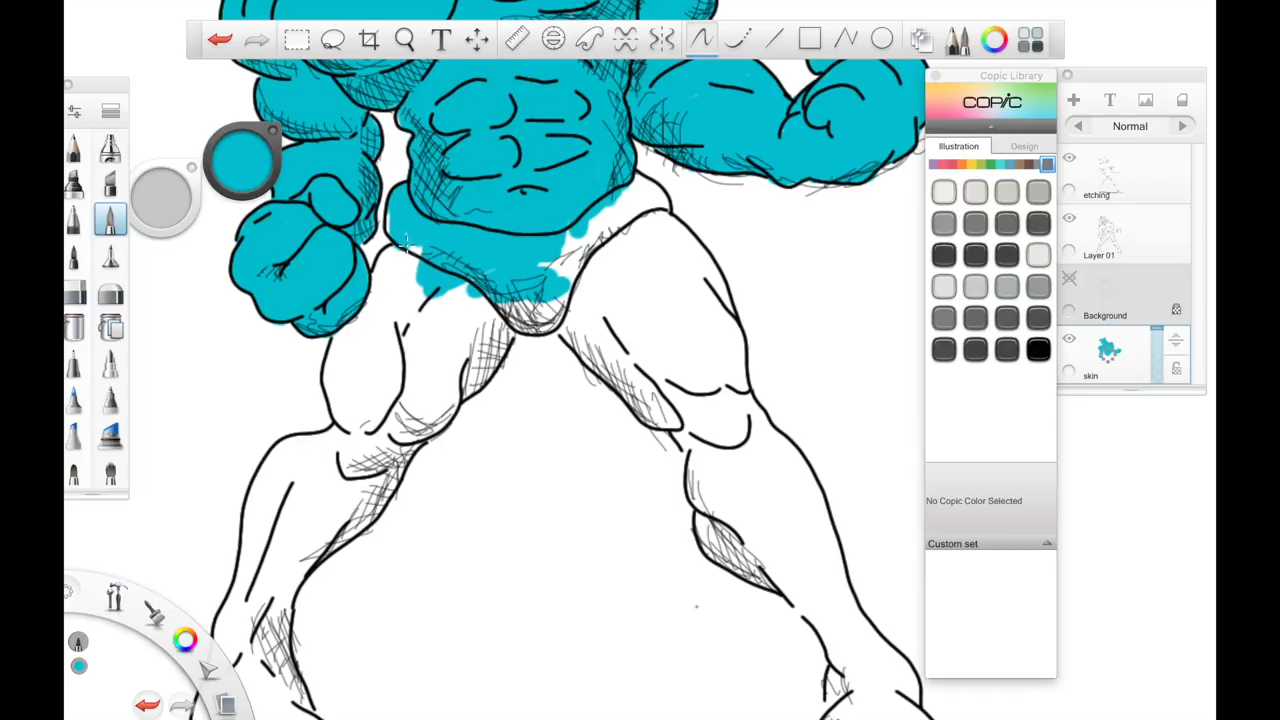 T
Copic Library
COPIC
Illustration
Design
T
Normal
etching
Layer 01
Background
skin
No Copic Color Selected
Custom set